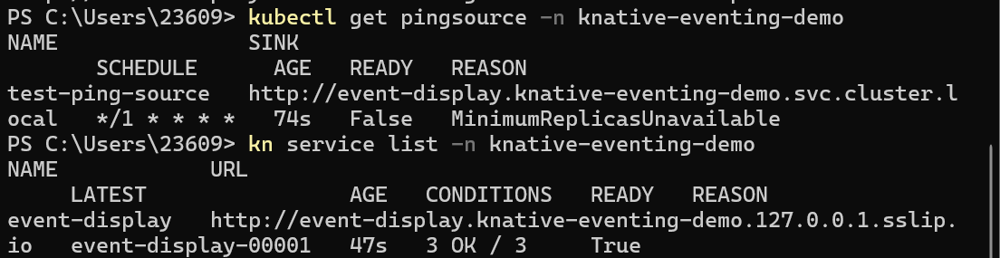 PS C:\Users\23609> kubectl get pingsource -n knative-eventing-demo
NAME               SINK
       SCHEDULE      AGE   READY   REASON
test-ping-source   http://event-display.knative-eventing-demo.svc.cluster.l
ocal   */1 * * * *   74s   False   MinimumReplicasUnavailable
PS C:\Users\23609> kn service list -n knative-eventing-demo
NAME            URL
     LATEST                AGE   CONDITIONS   READY   REASON
event-display   http://event-display.knative-eventing-demo.127.0.0.1.sslip.
io   event-display-00001   47s   3 OK / 3     True